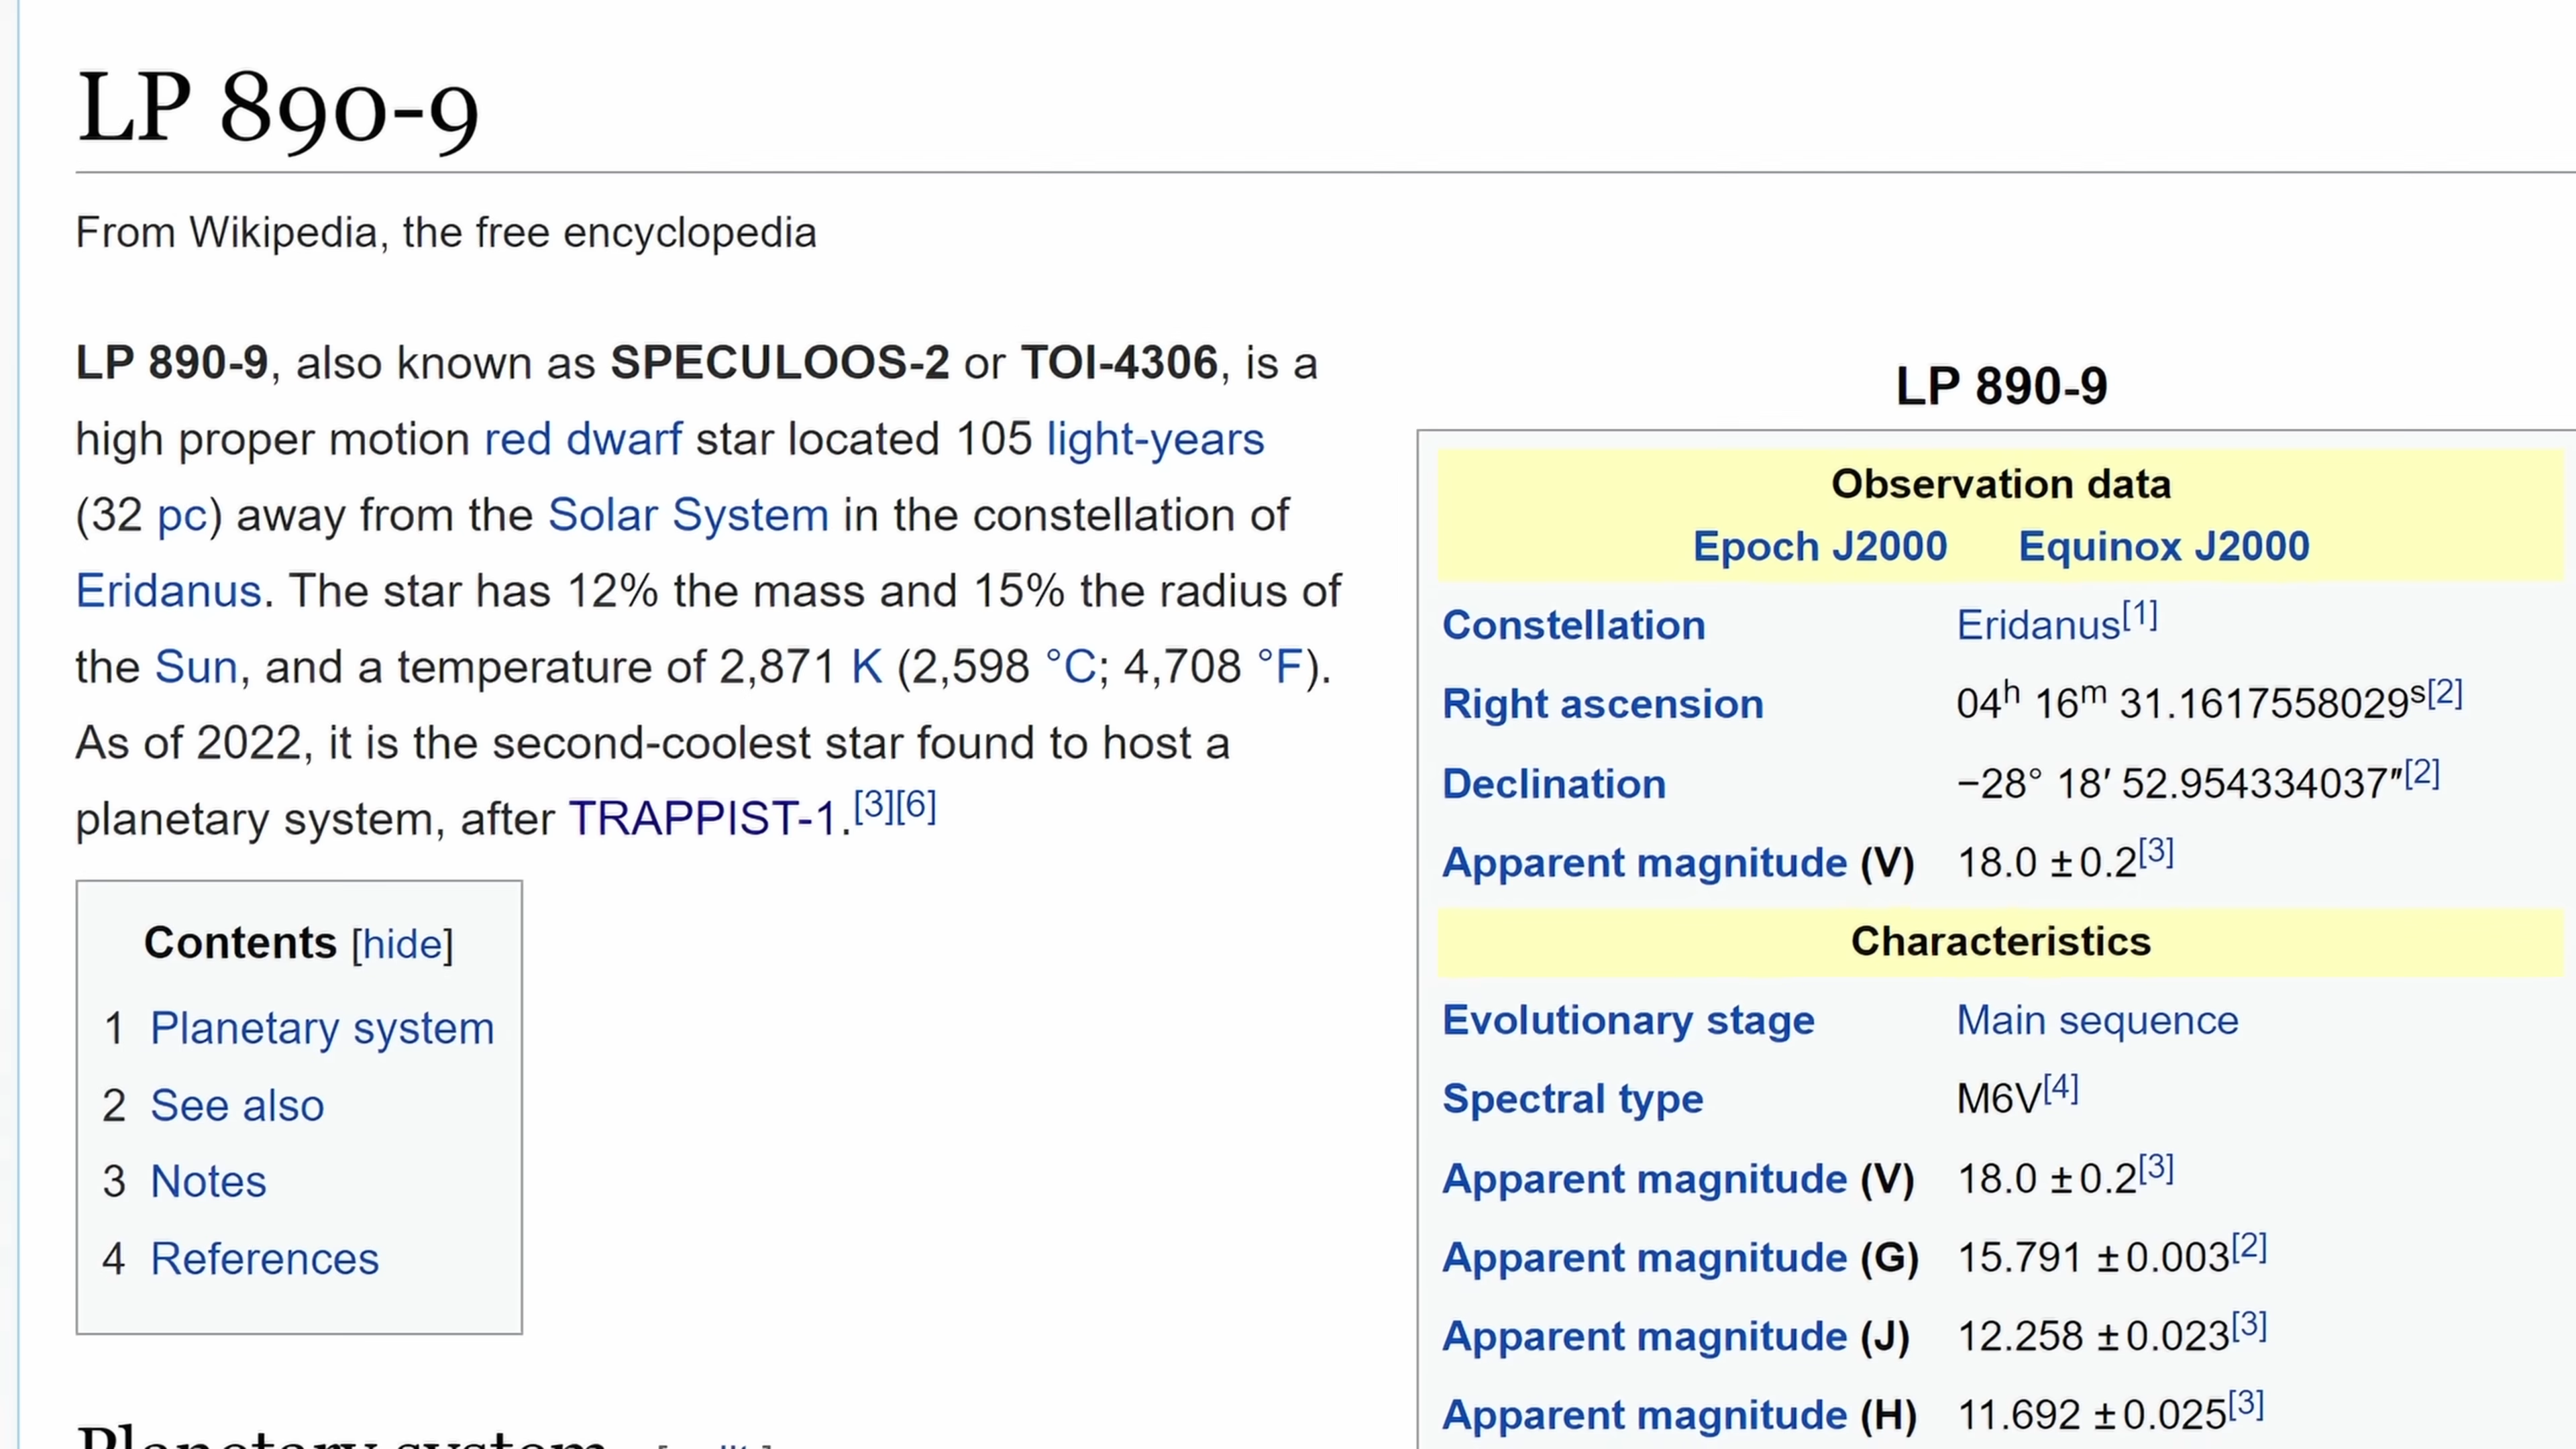 LP 890-9
From Wikipedia, the free encyclopedia
LP 890-9, also known as SPECULOOS-2 or TOI-4306, is a
high proper motion red dwarf star located 105 light-years
(32 pc) away from the Solar System in the constellation of
Eridanus. The star has 12% the mass and 15% the radius of
the Sun, and a temperature of 2,871 K (2,598 °C; 4,708 °F).
As of 2022, it is the second-coolest star found to host a
planetary system, after TRAPPIST-1.[3][6]
Contents [hide]
1 Planetary system
2 See also
3 Notes
4 References
Planetary system
LP 890-9
Observation data
Epoch J2000 Equinox J2000
Constellation Eridanus[1]
Right ascension 04h 16m 31.1617558029s[2]
Declination −28° 18′ 52.954334037″[2]
Apparent magnitude (V) 18.0 ±0.2[3]
Characteristics
Evolutionary stage Main sequence
Spectral type M6V[4]
Apparent magnitude (V) 18.0 ±0.2[3]
Apparent magnitude (G) 15.791 ±0.003[2]
Apparent magnitude (J) 12.258 ±0.023[3]
Apparent magnitude (H) 11.692 ±0.025[3]